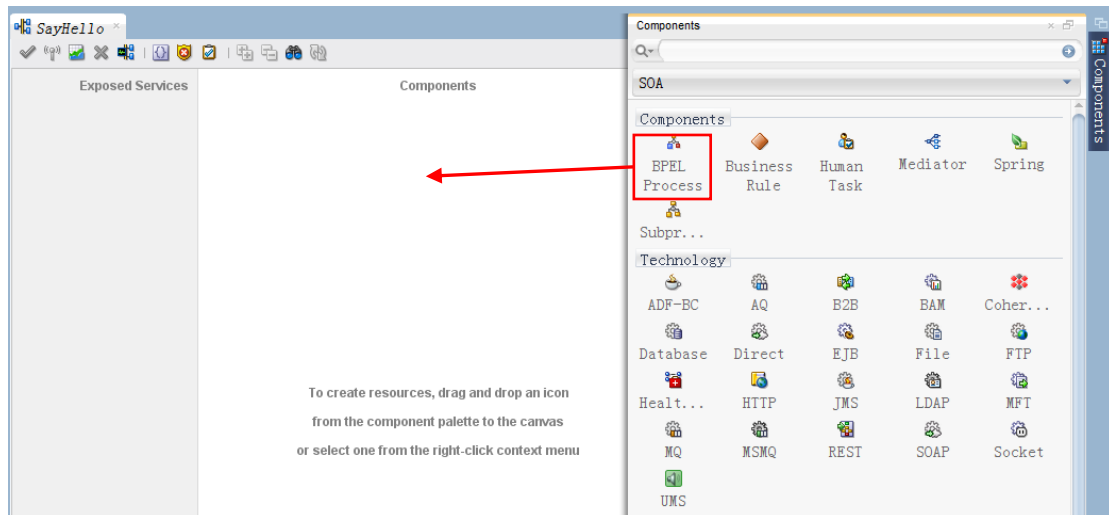 SayHello
Components
SOA
Exposed Services
Components
Components
Components
BPEL Process
Business Rule
Human Task
Mediator
Spring
Subpr...
Technology
ADF-BC
AQ
B2B
BAM
Coher...
Database
Direct
EJB
File
FTP
Healt...
HTTP
JMS
LDAP
MFT
MQ
MSMQ
REST
SOAP
Socket
UMS
To create resources, drag and drop an icon
from the component palette to the canvas
or select one from the right-click context menu